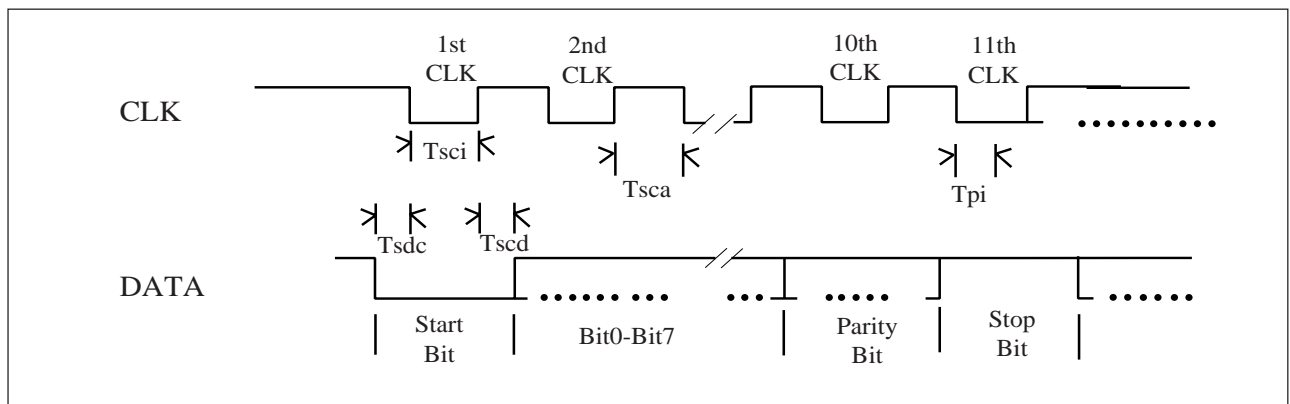 1st
CLK
2nd
CLK
10th
CLK
11th
CLK
CLK
Tsci
Tsca
Tpi
Tsdc
Tscd
DATA
Start
Bit
Bit0-Bit7
Parity
Bit
Stop
Bit